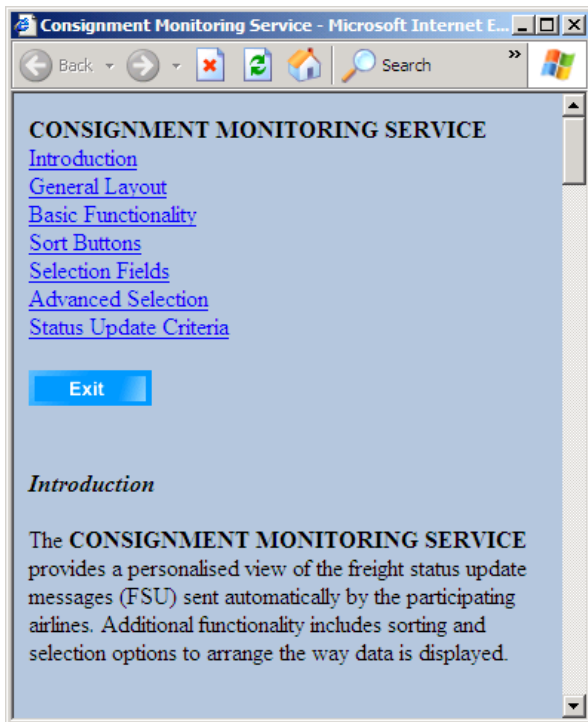 Consignment Monitoring Service - Microsoft Internet E...
Back Search »
CONSIGNMENT MONITORING SERVICE
Introduction
General Layout
Basic Functionality
Sort Buttons
Selection Fields
Advanced Selection
Status Update Criteria
Exit
Introduction
The CONSIGNMENT MONITORING SERVICE
provides a personalised view of the freight status update
messages (FSU) sent automatically by the participating
airlines. Additional functionality includes sorting and
selection options to arrange the way data is displayed.